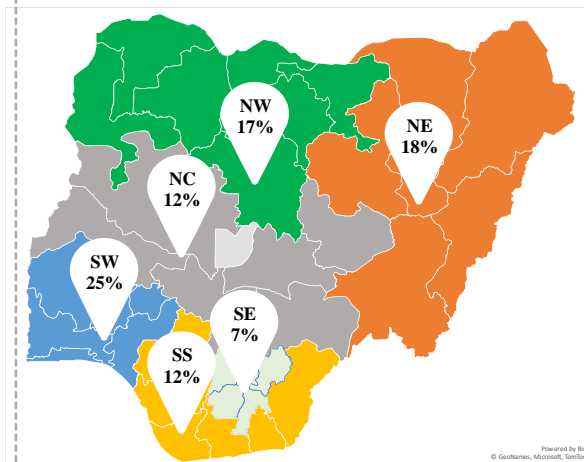 NW
17%
NE
18%
NC
12%
SW
25%
SE
7%
SS
12%
Powered by Bi
© GeoNames, Microsoft, TomTo